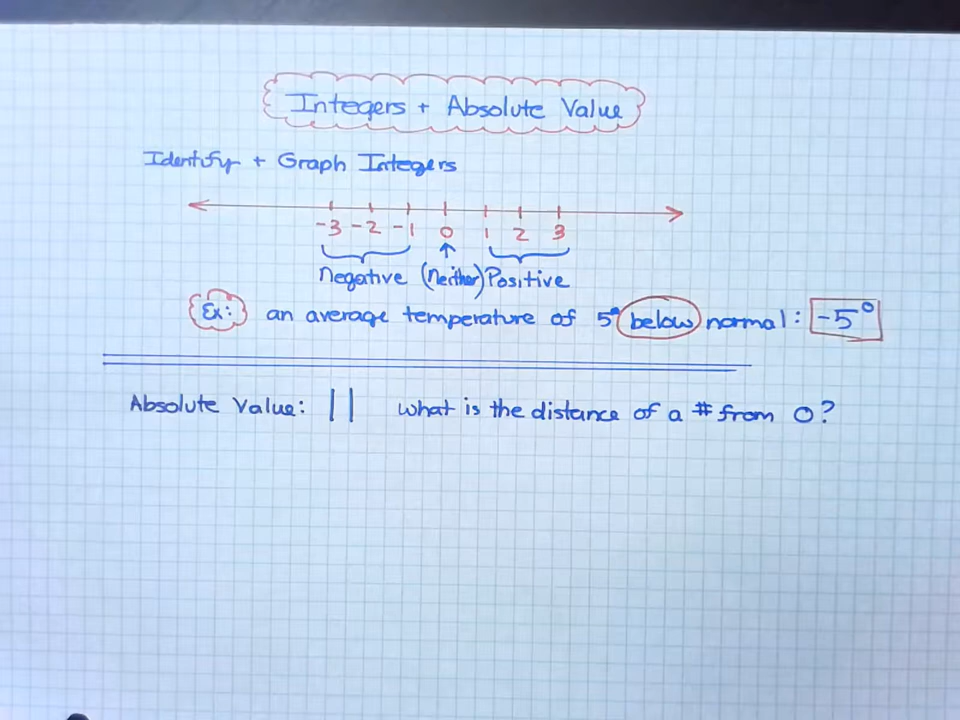 Integers + Absolute Value
Identify + Graph Integers
-3 -2 -1 0 1 2 3
Negative (Neither) Positive
Ex: an average temperature of 5° below normal: -5°
Absolute Value: | | what is the distance of a # from 0?